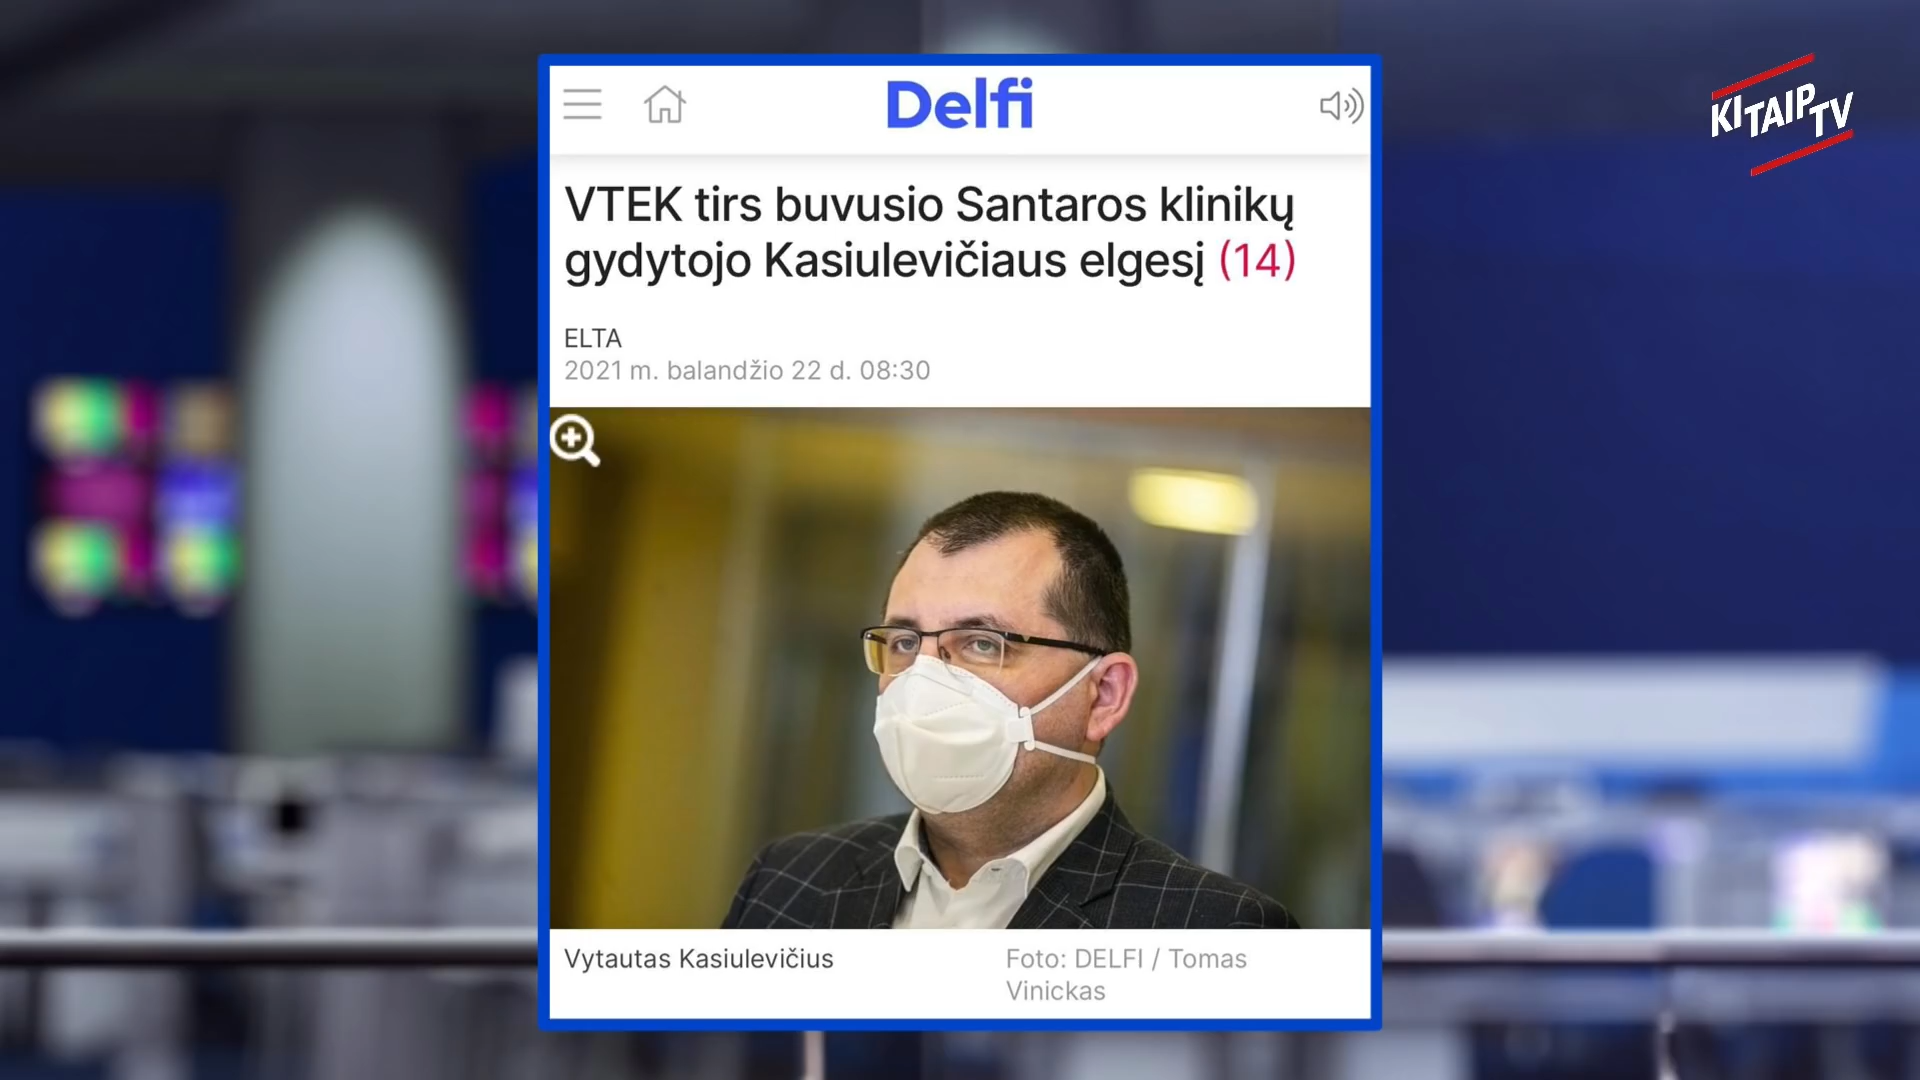 Delfi
KITAIP TV
VTEK tirs buvusio Santaros klinikų
gydytojo Kasiulevičiaus elgesį (14)
ELTA
2021 m. balandžio 22 d. 08:30
Vytautas Kasiulevičius
Foto: DELFI / Tomas
Vinickas